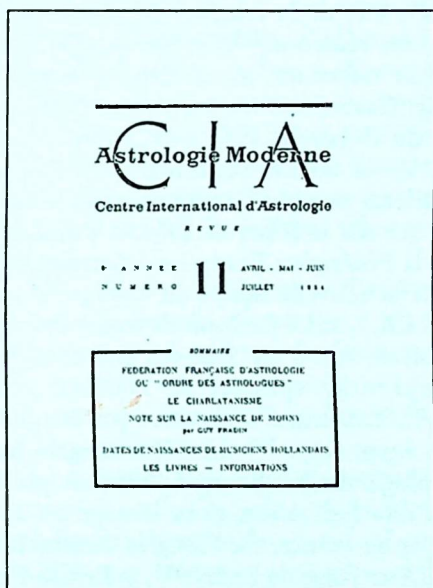 CIA
Astrologie Moderne
Centre International d'Astrologie
REVUE
ANNEE
NUMERO
11
AVRIL - MAI - JUIN
JUILLET
SOMMAIRE
FEDERATION FRANÇAISE D'ASTROLOGIE
OU "ORDRE DES ASTROLOGUES"
LE CHARLATANISME
NOTE SUR LA NAISSANCE DE MORNY
par GUY FRADIN
DATES DE NAISSANCES DE MUSICIENS HOLLANDAIS
LES LIVRES — INFORMATIONS